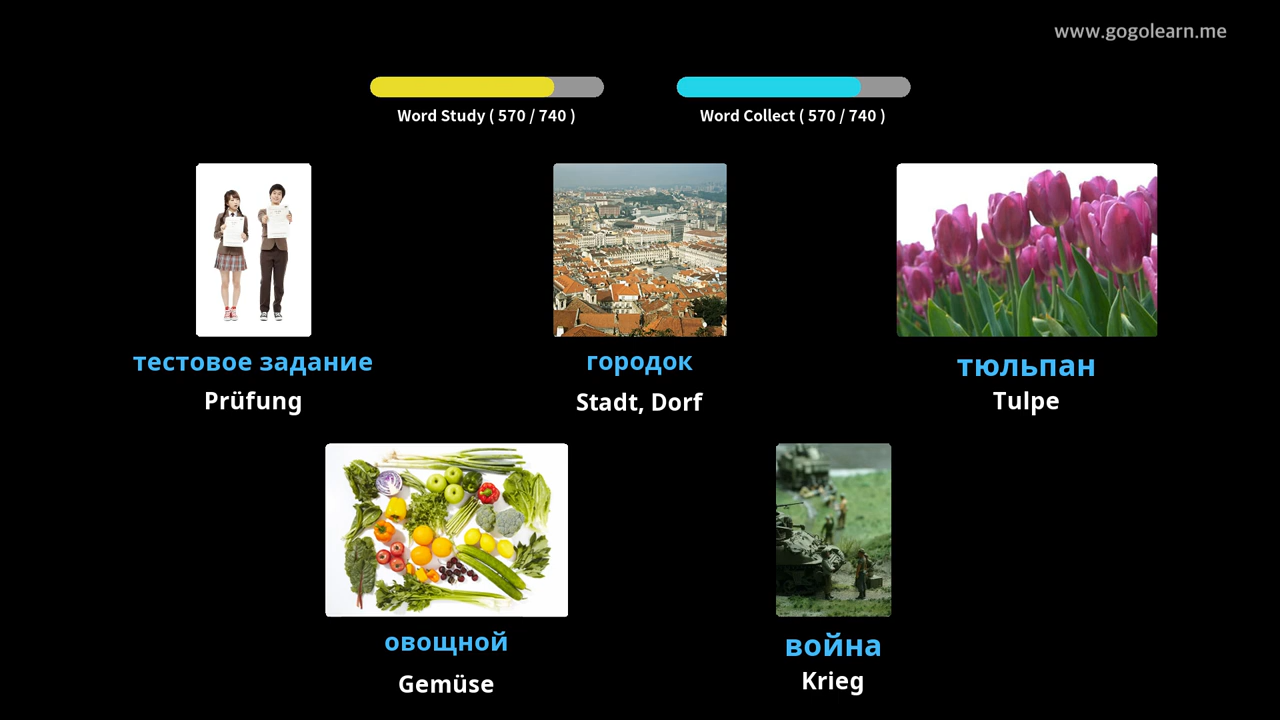 www.gogolearn.me
Word Study ( 570 / 740 )
Word Collect ( 570 / 740 )
тестовое задание
Prüfung
городок
Stadt, Dorf
тюльпан
Tulpe
овощной
Gemüse
война
Krieg